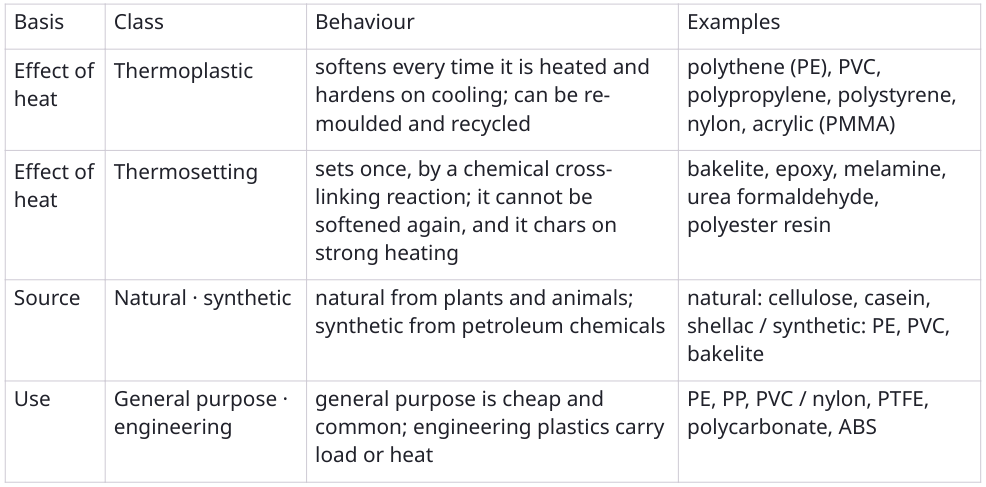 Basis
Class
Behaviour
Examples
Effect of
heat
Thermoplastic
softens every time it is heated and
hardens on cooling; can be re-
moulded and recycled
polythene (PE), PVC,
polypropylene, polystyrene,
nylon, acrylic (PMMA)
Effect of
heat
Thermosetting
sets once, by a chemical cross-
linking reaction; it cannot be
softened again, and it chars on
strong heating
bakelite, epoxy, melamine,
urea formaldehyde,
polyester resin
Source
Natural · synthetic
natural from plants and animals;
synthetic from petroleum chemicals
natural: cellulose, casein,
shellac / synthetic: PE, PVC,
bakelite
Use
General purpose ·
engineering
general purpose is cheap and
common; engineering plastics carry
load or heat
PE, PP, PVC / nylon, PTFE,
polycarbonate, ABS